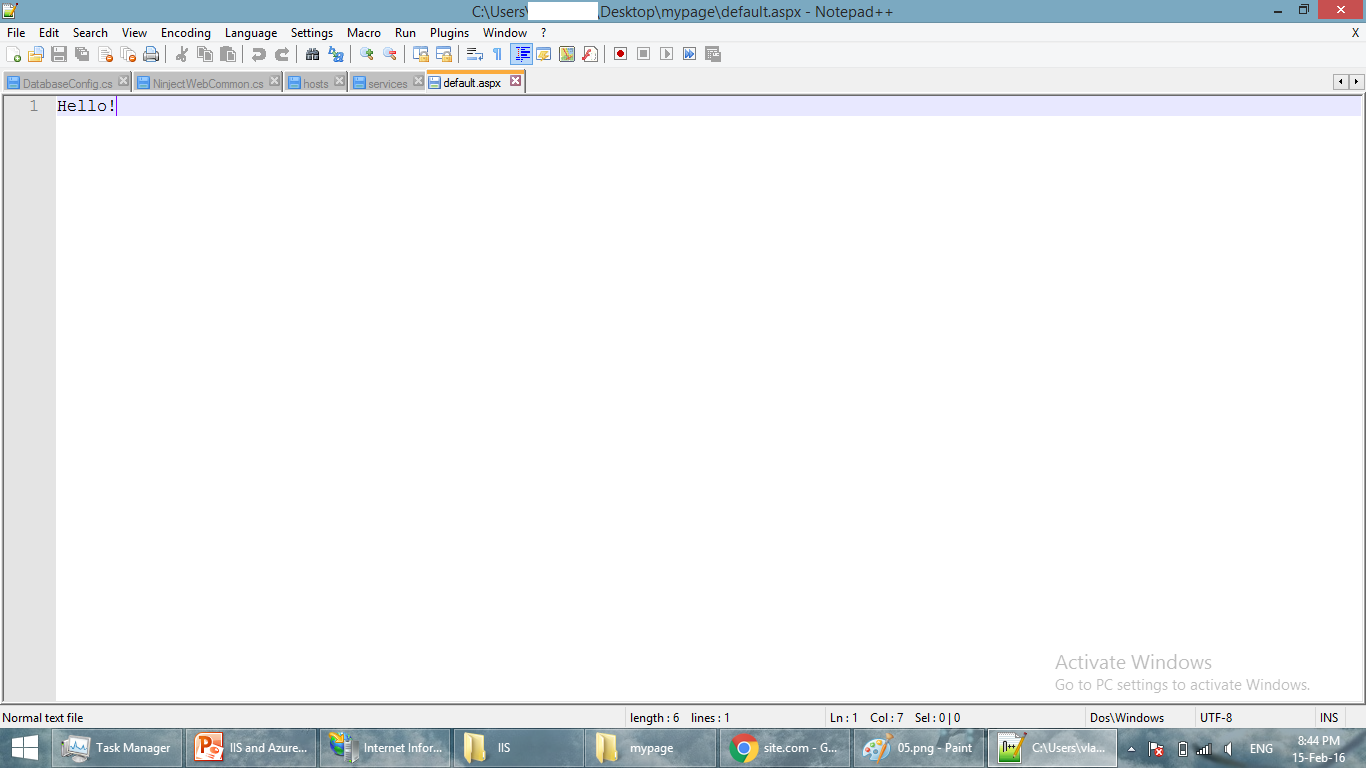 C:\Users\ \Desktop\mypage\default.aspx - Notepad++
File Edit Search View Encoding Language Settings Macro Run Plugins Window ? X
DatabaseConfig.cs NinjectWebCommon.cs hosts services default.aspx
1 Hello!
Activate Windows
Go to PC settings to activate Windows.
Normal text file length : 6 lines : 1 Ln : 1 Col : 7 Sel : 0 | 0 Dos\Windows UTF-8 INS
Task Manager IIS and Azure... Internet Infor... IIS mypage site.com - G... 05.png - Paint C:\Users\vla... ENG 8:44 PM
15-Feb-16